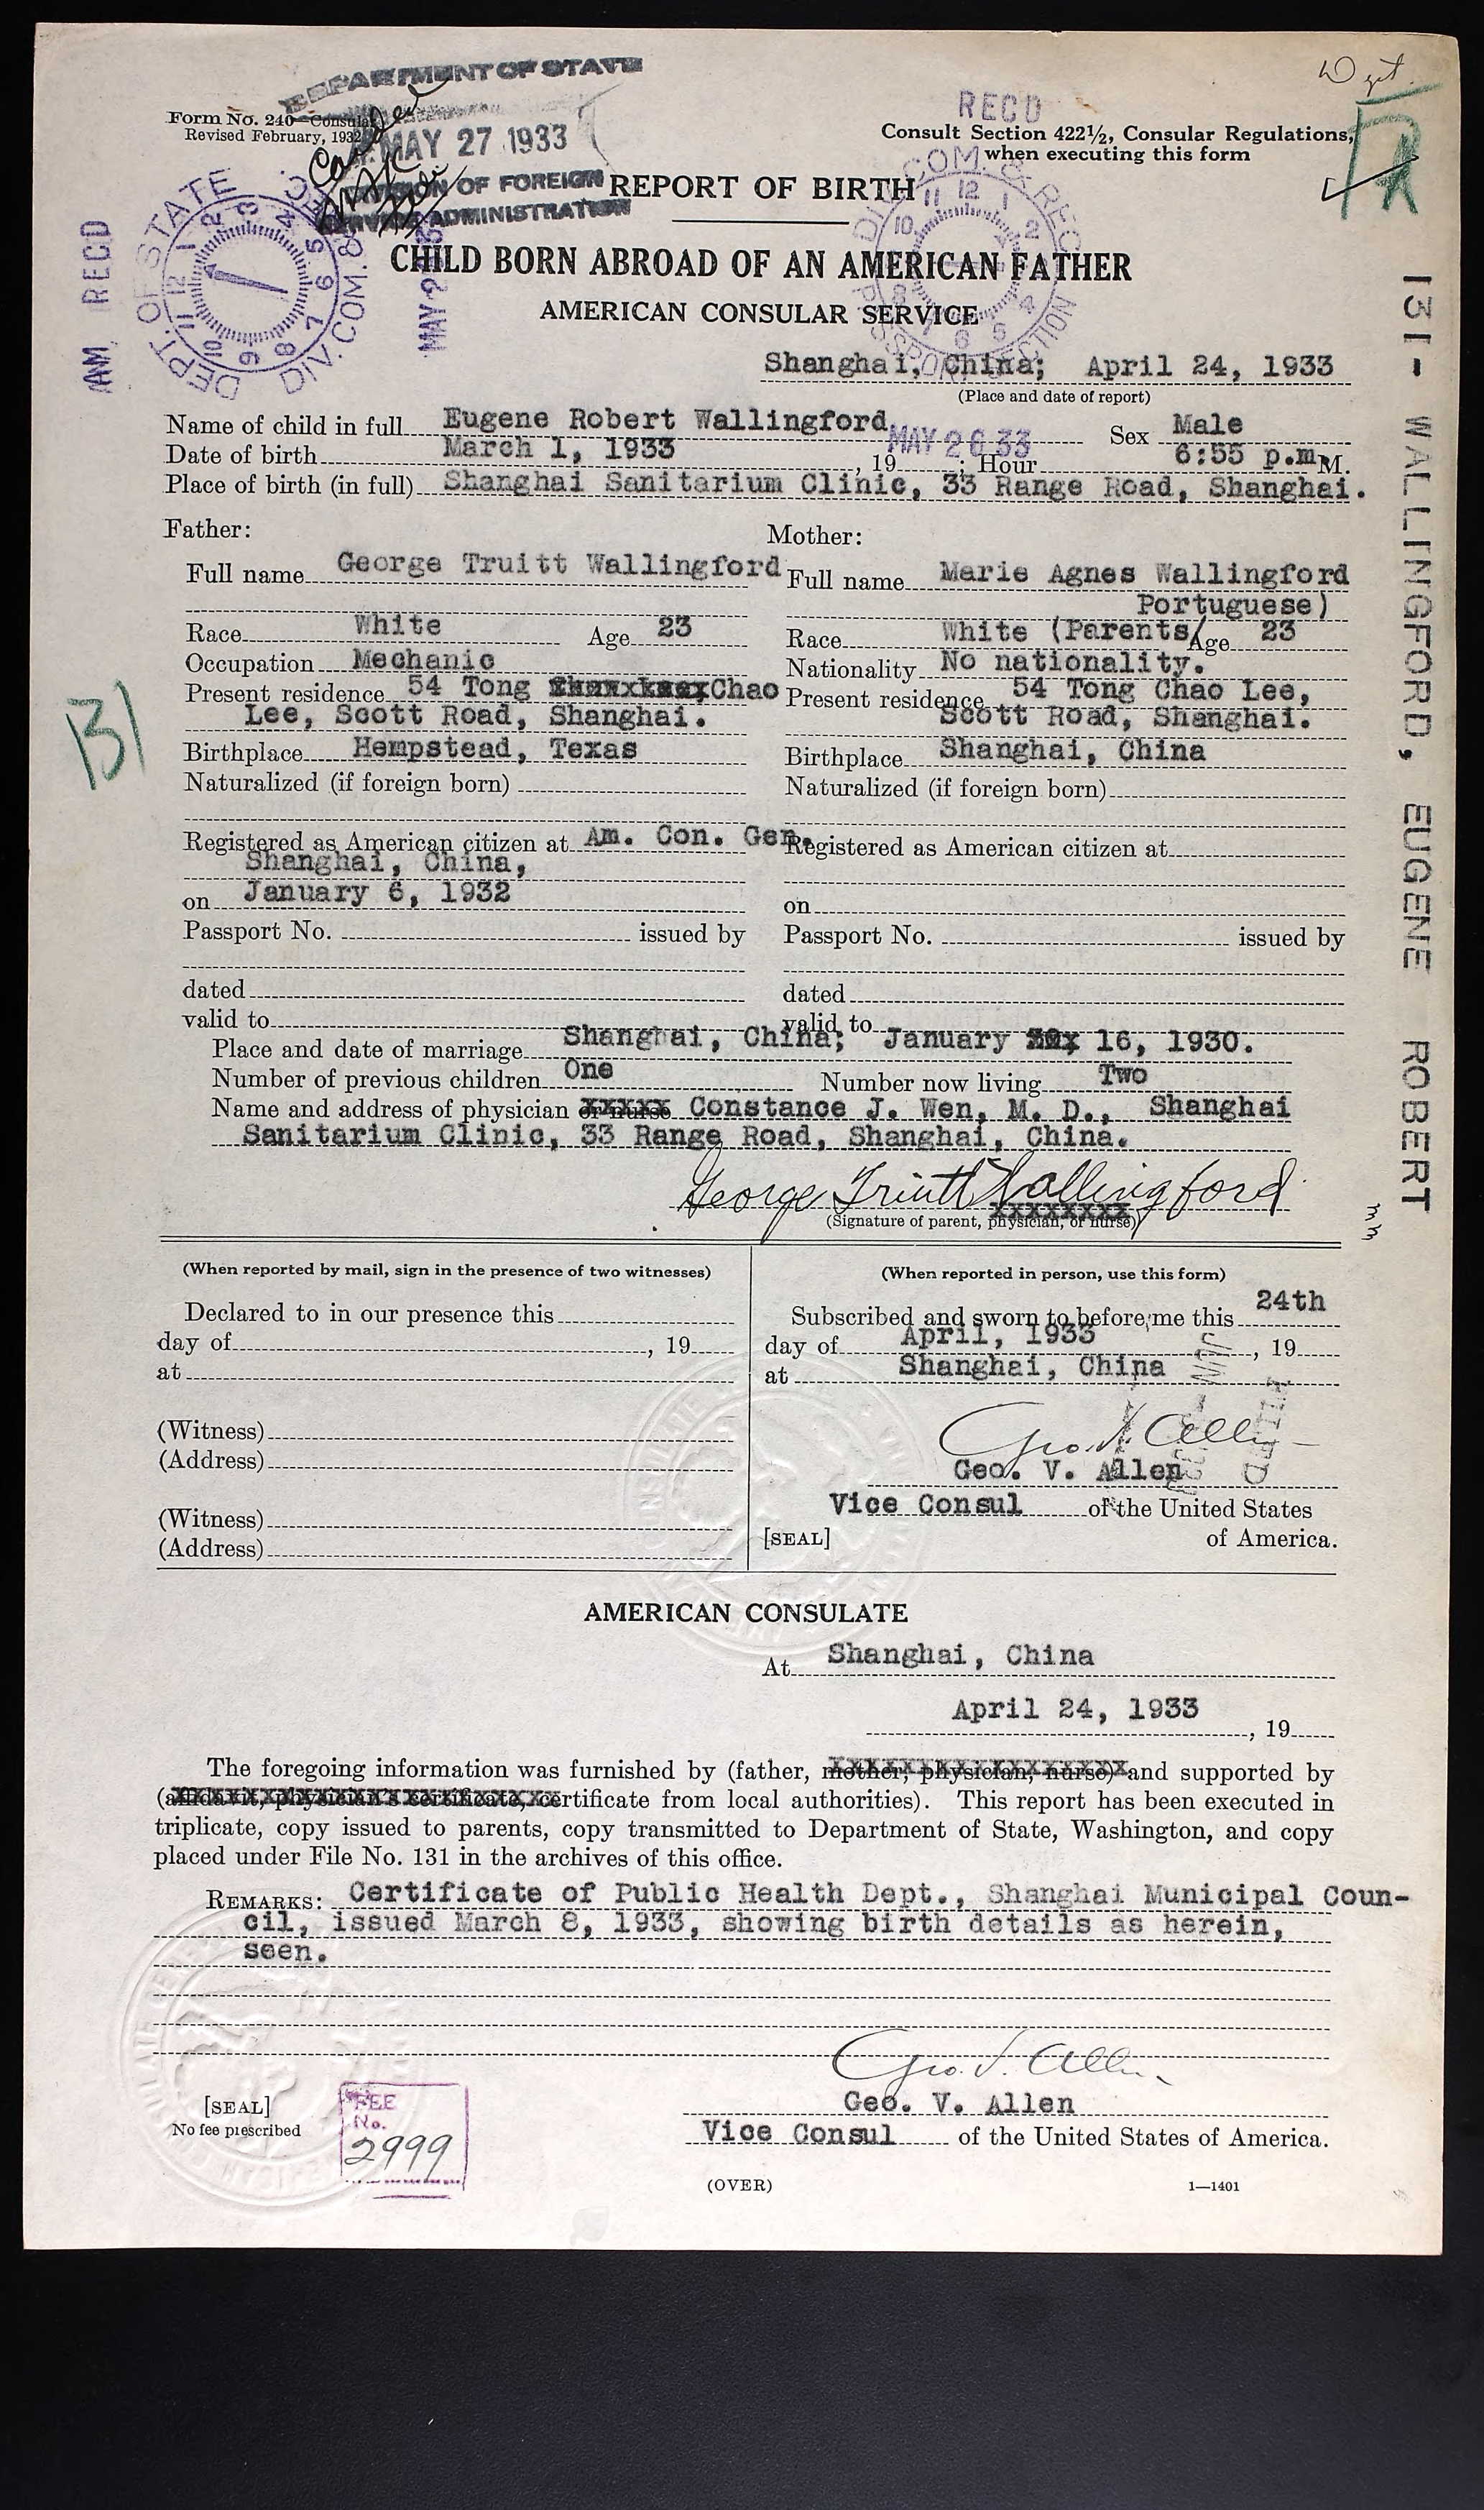 Dept.
DEPARTMENT OF STATE
RECD
Form No. 240—Consular
Revised February, 1932
MAY 27 1933
Consult Section 422½, Consular Regulations,
when executing this form
DIVISION OF FOREIGN
SERVICE ADMINISTRATION
REPORT OF BIRTH
CHILD BORN ABROAD OF AN AMERICAN FATHER
AMERICAN CONSULAR SERVICE
AM RECD
DEPT. OF STATE
DIV. COM. &
Shanghai, China; April 24, 1933
(Place and date of report)
Name of child in full Eugene Robert Wallingford Sex Male
MAY 26 33
Date of birth March 1, 1933, 19 ; Hour 6:55 p.m M.
Place of birth (in full) Shanghai Sanitarium Clinic, 33 Range Road, Shanghai.
Father: Mother:
Full name George Truitt Wallingford Full name Marie Agnes Wallingford
Portuguese)
Race White Age 23 Race White (Parents/ Age 23
Occupation Mechanic Nationality No nationality.
Present residence 54 Tong Chao Present residence 54 Tong Chao Lee,
Lee, Scott Road, Shanghai. Scott Road, Shanghai.
Birthplace Hempstead, Texas Birthplace Shanghai, China
Naturalized (if foreign born) Naturalized (if foreign born)
Registered as American citizen at Am. Con. Gen. Registered as American citizen at
Shanghai, China,
on January 6, 1932 on
Passport No. issued by Passport No. issued by
dated dated
valid to valid to
Place and date of marriage Shanghai, China; January 16, 1930.
Number of previous children One Number now living Two
Name and address of physician or nurse Constance J. Wen, M. D., Shanghai
Sanitarium Clinic, 33 Range Road, Shanghai, China.
George Truitt Wallingford
(Signature of parent, physician, or nurse)
131
131- WALLINGFORD, EUGENE ROBERT
(When reported by mail, sign in the presence of two witnesses) (When reported in person, use this form)
Declared to in our presence this Subscribed and sworn to before me this 24th
day of , 19 day of April, 1933 , 19
at at Shanghai, China
(Witness)
(Address)
(Witness)
(Address)
Geo. V. Allen
Geo. V. Allen
Vice Consul of the United States
[SEAL] of America.
AMERICAN CONSULATE
At Shanghai, China
April 24, 1933 , 19
The foregoing information was furnished by (father, mother, physician, nurse) and supported by
(affidavit, physician's certificate, certificate from local authorities). This report has been executed in
triplicate, copy issued to parents, copy transmitted to Department of State, Washington, and copy
placed under File No. 131 in the archives of this office.
REMARKS: Certificate of Public Health Dept., Shanghai Municipal Coun-
cil, issued March 8, 1933, showing birth details as herein,
seen.
Geo. V. Allen
Geo. V. Allen
[SEAL]
No fee prescribed
FEE
No.
2999
Vice Consul of the United States of America.
(OVER) 1—1401